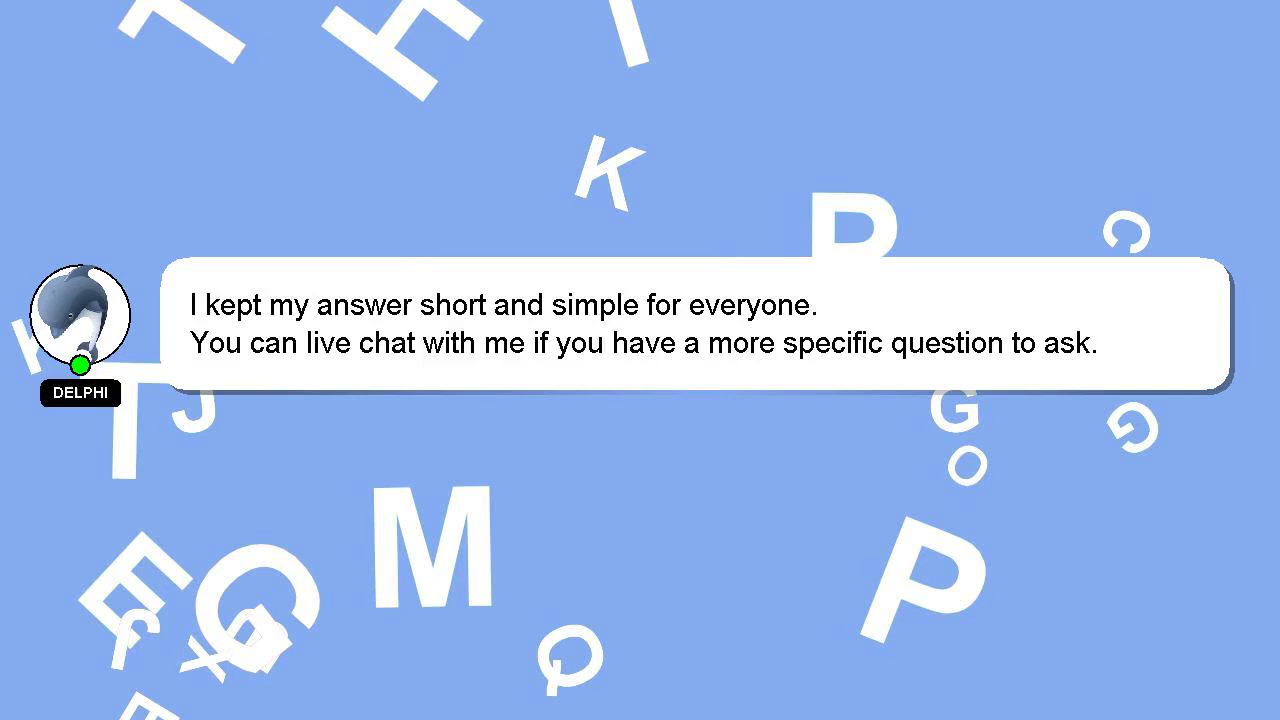 I kept my answer short and simple for everyone.
You can live chat with me if you have a more specific question to ask.
DELPHI
K
P
C
T
J
G
G
O
M
E
G
P
J
X
Q
E